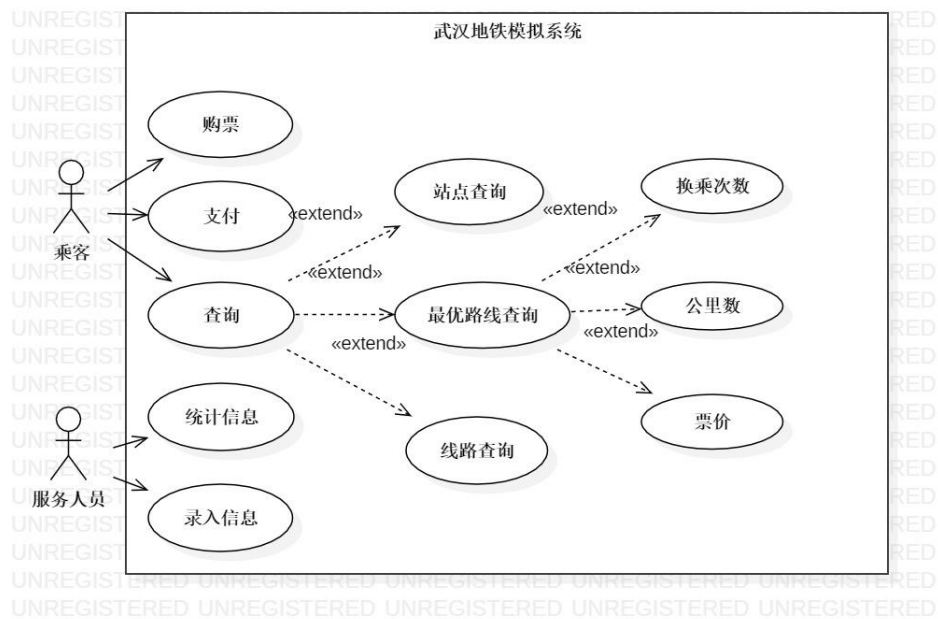 武汉地铁模拟系统
购票
支付
查询
统计信息
录入信息
乘客
服务人员
«extend»
«extend»
«extend»
站点查询
最优路线查询
线路查询
«extend»
«extend»
«extend»
换乘次数
公里数
票价
UNREGISTERED UNREGISTERED UNREGISTERED UNREGISTERED UNREGISTERED